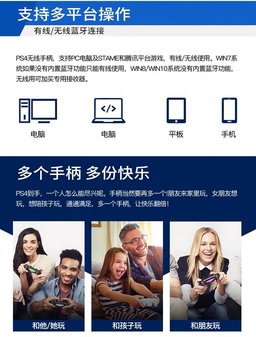 支持多平台操作
有线/无线蓝牙连接
PS4无线手柄，支持PC电脑及STAME和腾讯平台游戏。有线/无线使用。WIN7系
统如果没有内置蓝牙功能只能有线使用，WIN8/WIN10系统没有内置蓝牙功能。
无线用可加买专用接收器。
电脑
电脑
平板
手机
多个手柄 多份快乐
PS4到手，一个人怎么能尽兴呢。手柄当然要再多一个!朋友来家里玩。女朋友想
玩。想陪孩子玩。通通满足。多一个手柄，让快乐翻倍!
和他/她玩
和孩子玩
和朋友玩